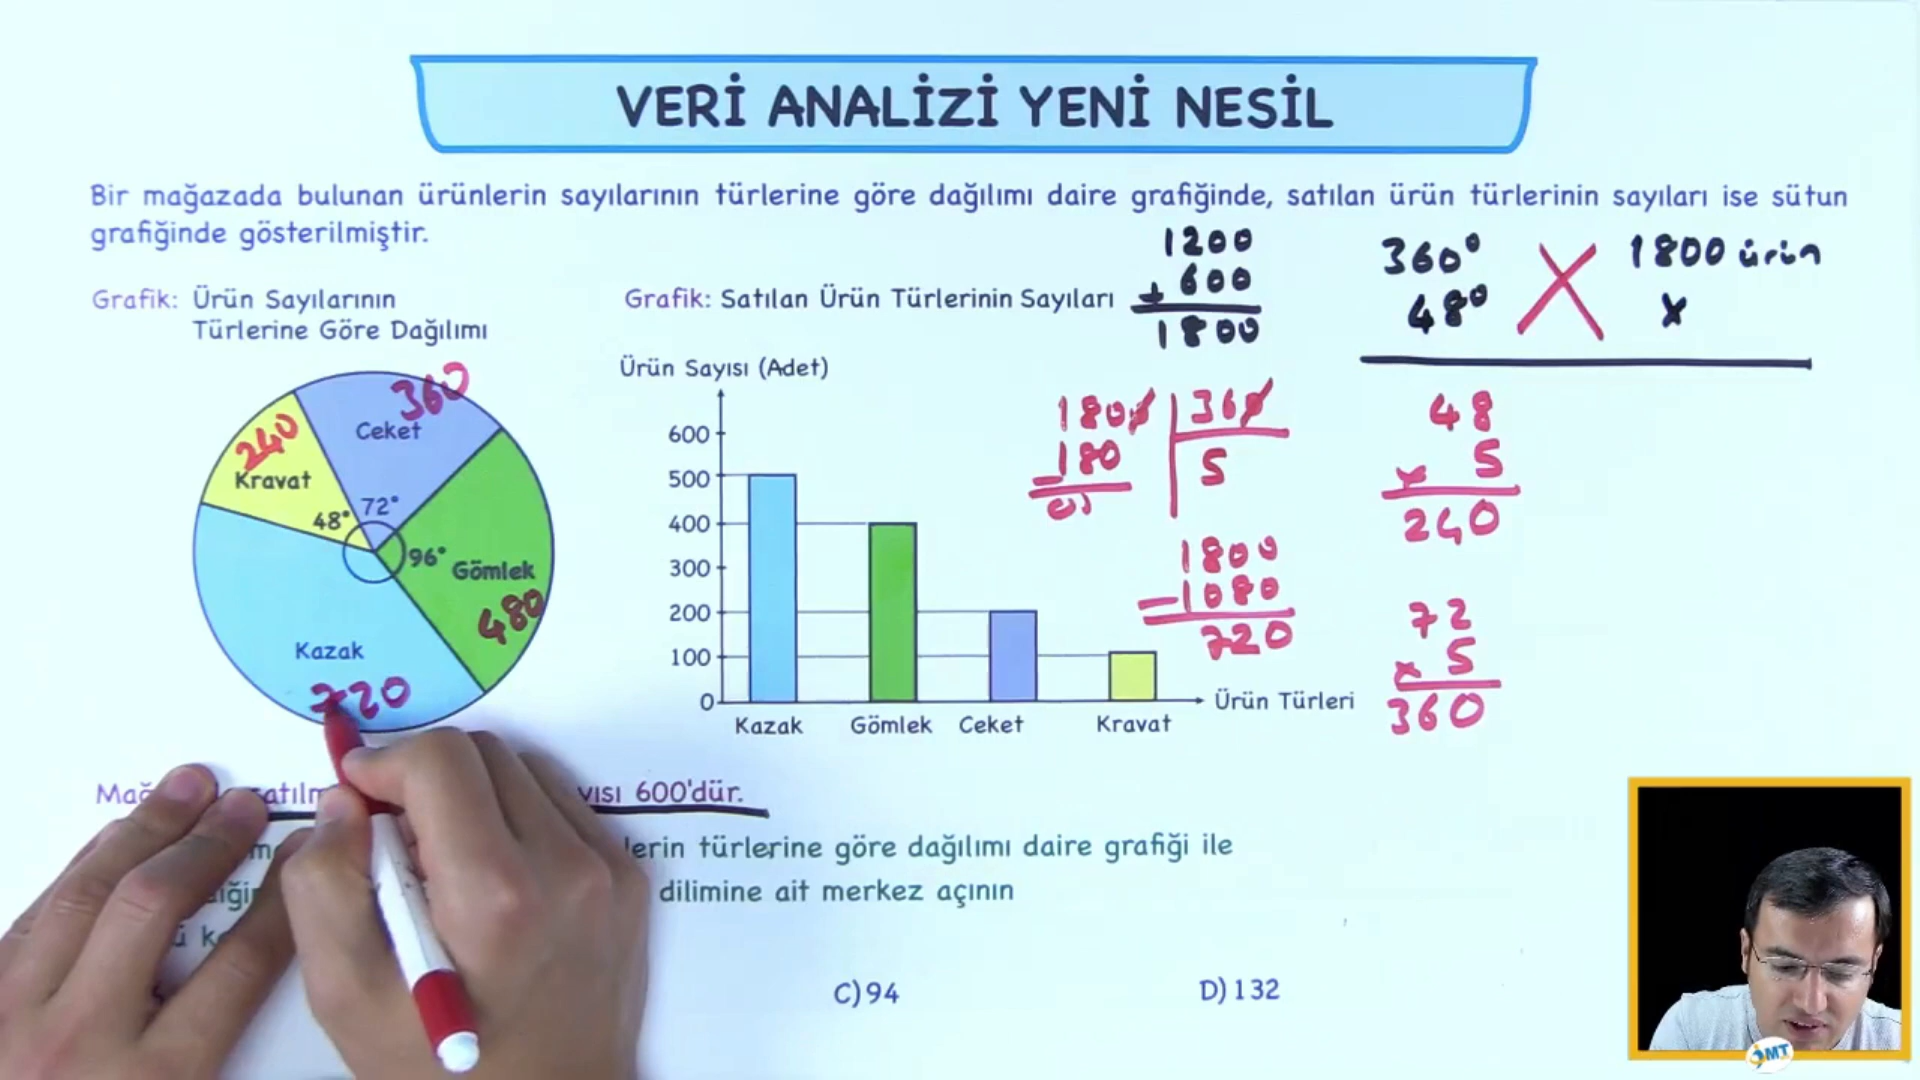 VERİ ANALİZİ YENİ NESİL
Bir mağazada bulunan ürünlerin sayılarının türlerine göre dağılımı daire grafiğinde, satılan ürün türlerinin sayıları ise sütun
grafiğinde gösterilmiştir.
Grafik: Ürün Sayılarının
Türlerine Göre Dağılımı
360
Ceket
240
Kravat
72°
48°
96°
Gömlek
480
Kazak
720
Grafik: Satılan Ürün Türlerinin Sayıları
Ürün Sayısı (Adet)
600
500
400
300
200
100
0
Kazak Gömlek Ceket Kravat
Ürün Türleri
1200
+ 600
1800
360° 1800 ürün
48° x
1800 360
- 180 5
0
1800
- 1080
720
48
x 5
240
72
x 5
360
600'dür.
türlerine göre dağılımı daire grafiği ile
dilimine ait merkez açının
C) 94
D) 132
MT